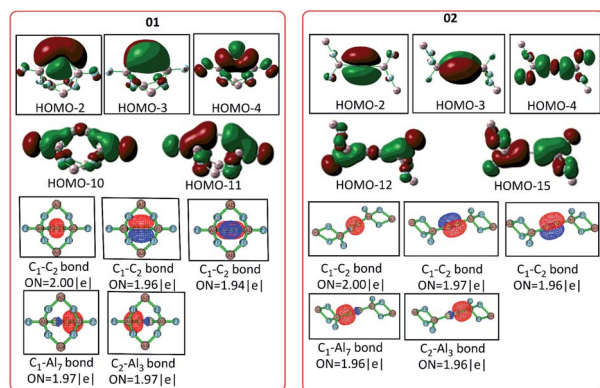 01
HOMO-2 HOMO-3 HOMO-4
HOMO-10 HOMO-11
C₁-C₂ bond C₁-C₂ bond C₁-C₂ bond
ON=2.00|e| ON=1.96|e| ON=1.94|e|
C₁-Al₇ bond C₂-Al₃ bond
ON=1.97|e| ON=1.97|e|
02
HOMO-2 HOMO-3 HOMO-4
HOMO-12 HOMO-15
C₁-C₂ bond C₁-C₂ bond C₁-C₂ bond
ON=2.00|e| ON=1.97|e| ON=1.96|e|
C₁-Al₇ bond C₂-Al₃ bond
ON=1.96|e| ON=1.96|e|